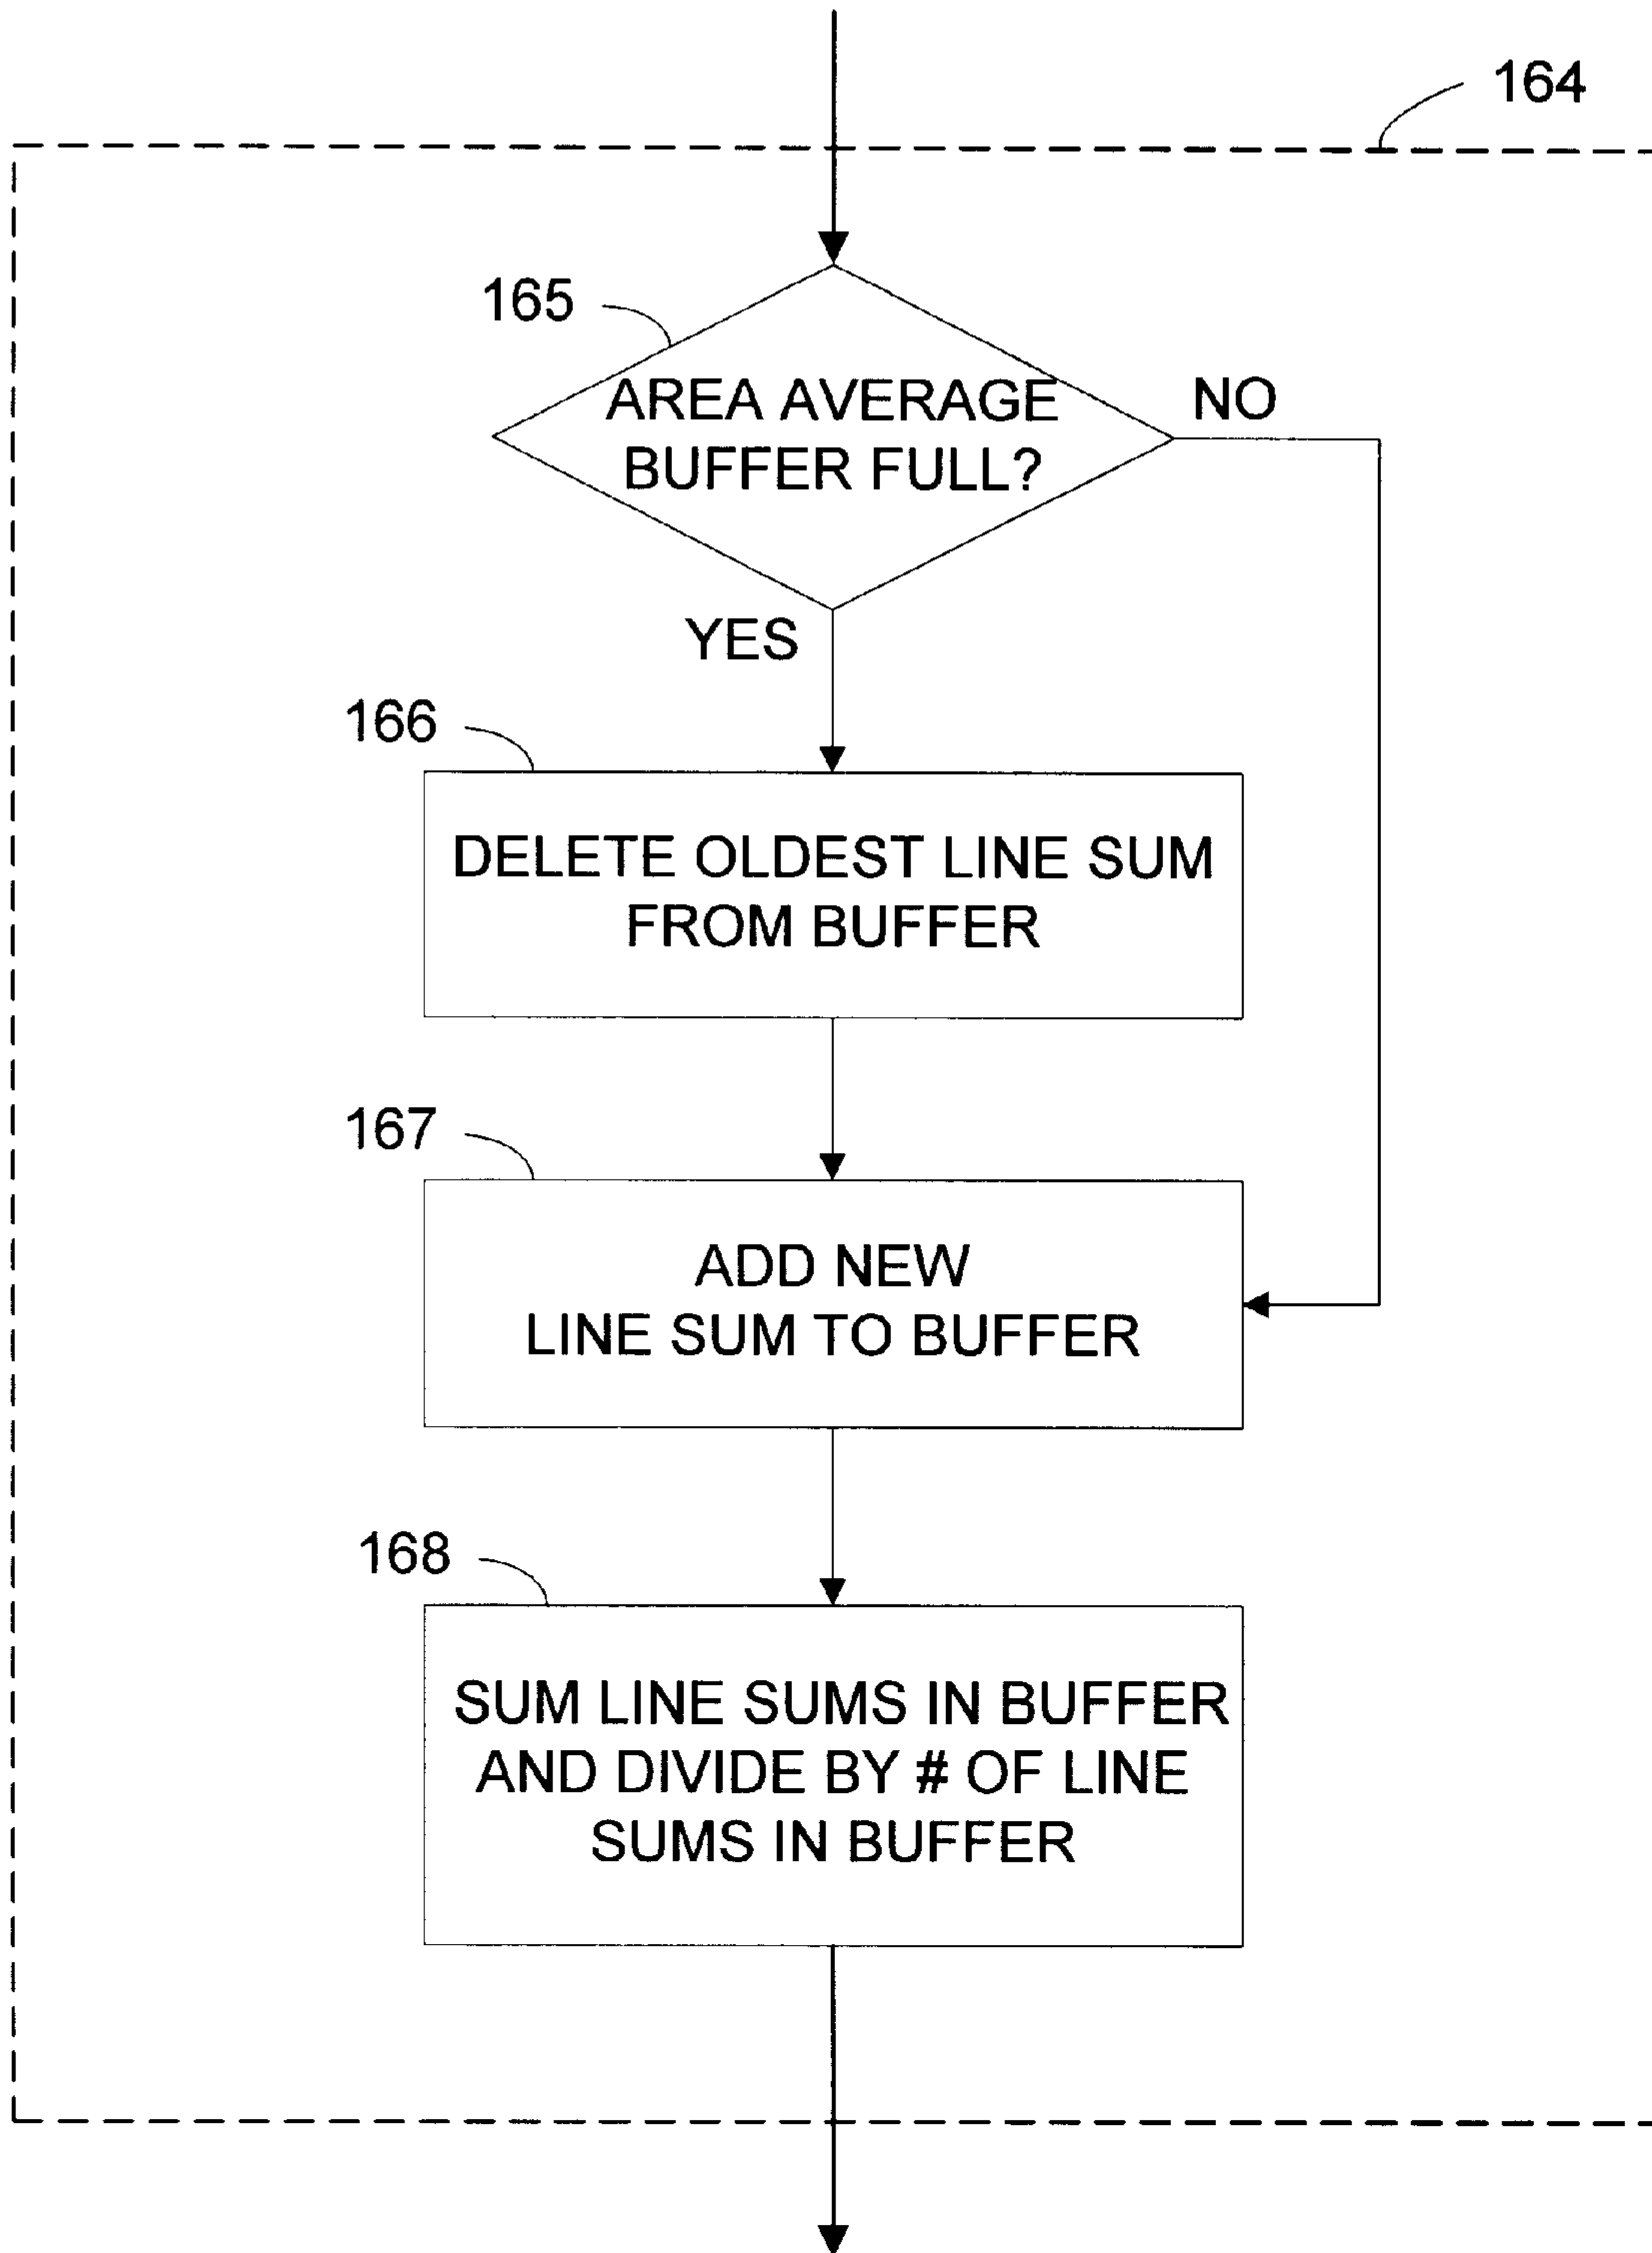 164
165
AREA AVERAGE
BUFFER FULL?
NO
YES
166
DELETE OLDEST LINE SUM
FROM BUFFER
167
ADD NEW
LINE SUM TO BUFFER
168
SUM LINE SUMS IN BUFFER
AND DIVIDE BY # OF LINE
SUMS IN BUFFER